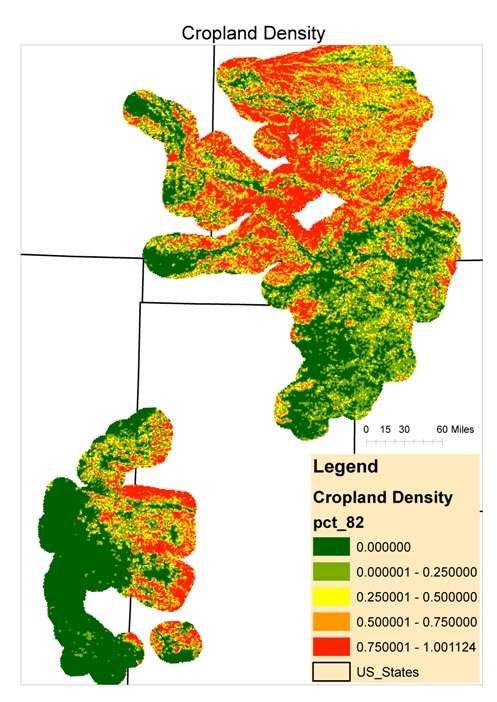 Cropland Density
0 15 30 60 Miles
Legend
Cropland Density
pct_82
0.000000
0.000001 - 0.250000
0.250001 - 0.500000
0.500001 - 0.750000
0.750001 - 1.001124
US_States